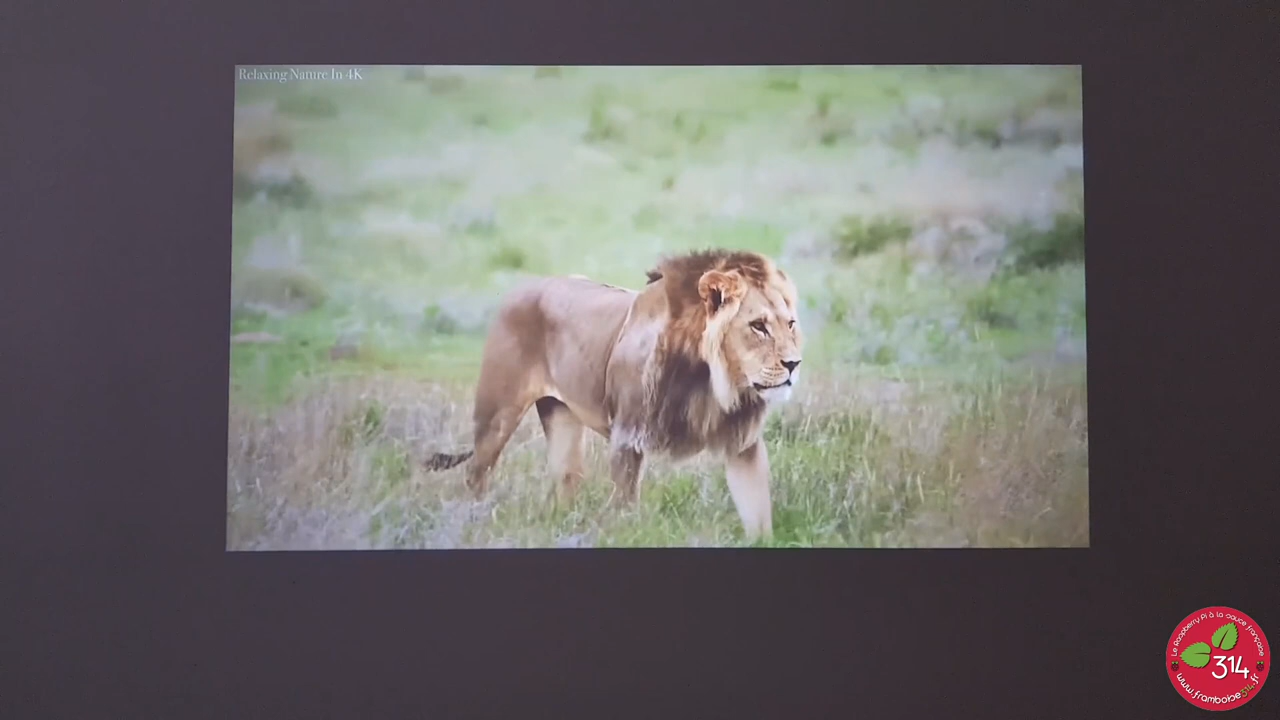 Relaxing Nature In 4K
Le Raspberry Pi à la sauce française
314
www.framboise314.fr